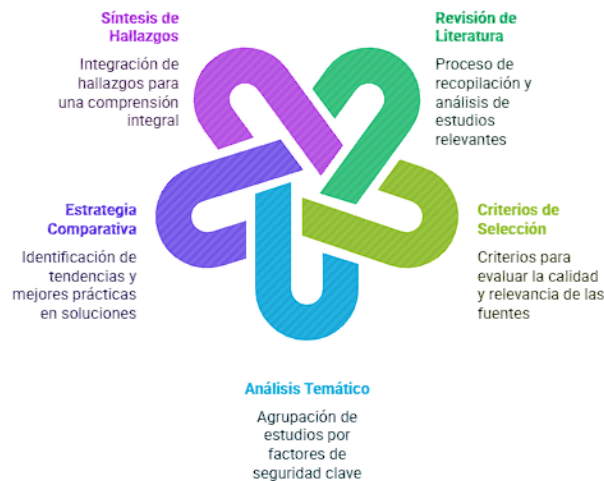 Síntesis de
Hallazgos
Integración de
hallazgos para
una comprensión
integral
Revisión de
Literatura
Proceso de
recopilación y
análisis de
estudios
relevantes
Estrategia
Comparativa
Identificación de
tendencias y
mejores prácticas
en soluciones
Criterios de
Selección
Criterios para
evaluar la calidad
y relevancia de las
fuentes
Análisis Temático
Agrupación de
estudios por
factores de
seguridad clave